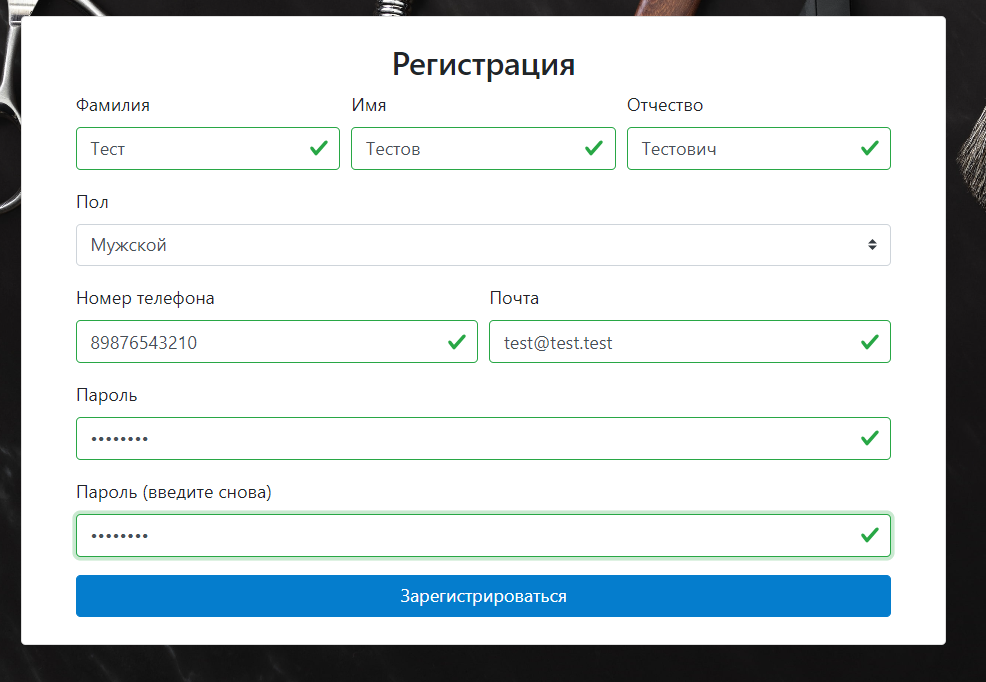 Регистрация
Фамилия Имя Отчество
Тест Тестов Тестович
Пол
Мужской
Номер телефона Почта
89876543210 test@test.test
Пароль
••••••••
Пароль (введите снова)
••••••••
Зарегистрироваться